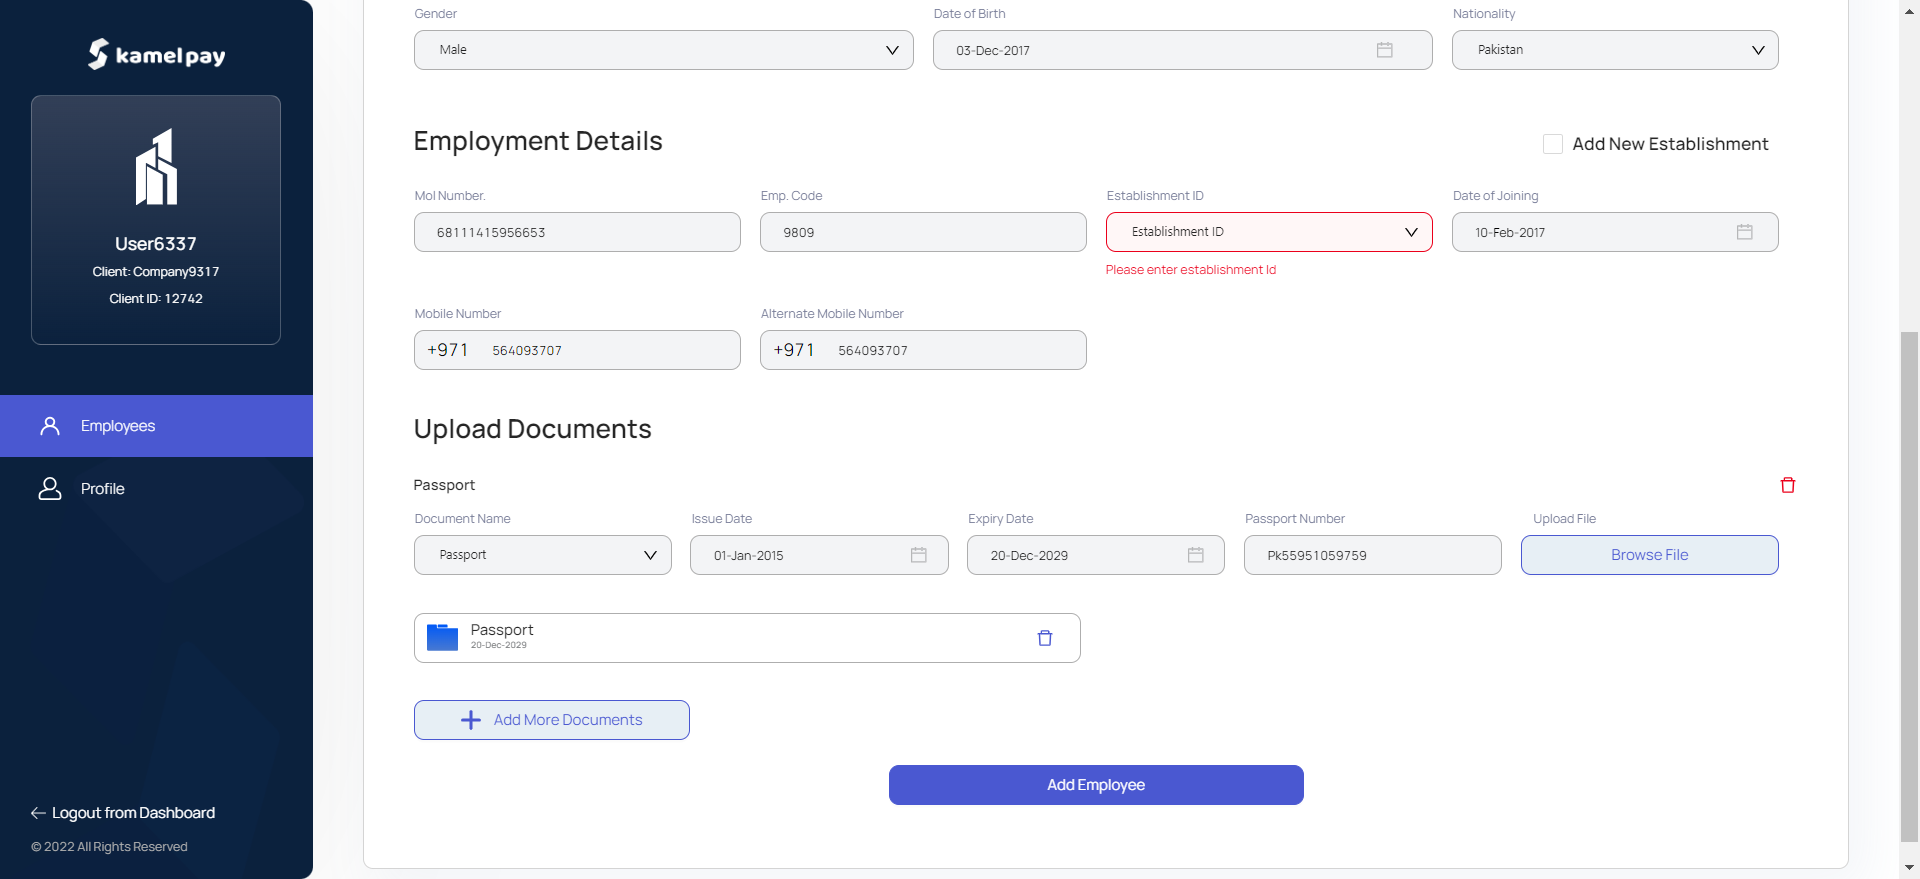 kamelpay
User6337
Client: Company9317
Client ID: 12742
Employees
Profile
Logout from Dashboard
© 2022 All Rights Reserved
Gender
Date of Birth
Nationality
Male
03-Dec-2017
Pakistan
Employment Details
Add New Establishment
Mol Number.
Emp. Code
Establishment ID
Date of Joining
68111415956653
9809
Establishment ID
10-Feb-2017
Please enter establishment Id
Mobile Number
Alternate Mobile Number
+971 564093707
+971 564093707
Upload Documents
Passport
Document Name
Issue Date
Expiry Date
Passport Number
Upload File
Passport
01-Jan-2015
20-Dec-2029
Pk55951059759
Browse File
Passport
20-Dec-2029
Add More Documents
Add Employee